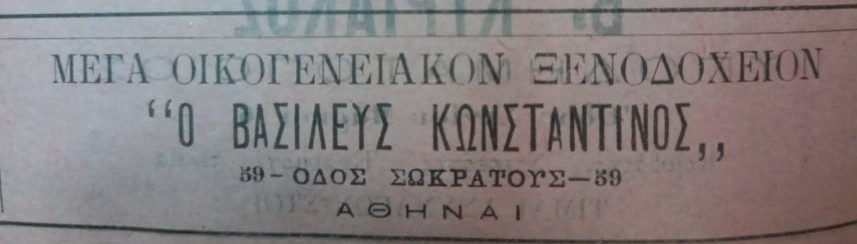 ΜΕΓΑ ΟΙΚΟΓΕΝΕΙΑΚΟΝ ΞΕΝΟΔΟΧΕΙΟΝ
‘‘Ο ΒΑΣΙΛΕΥΣ ΚΩΝΣΤΑΝΤΙΝΟΣ,,
59 – ΟΔΟΣ ΣΩΚΡΑΤΟΥΣ — 59
ΑΘΗΝΑΙ